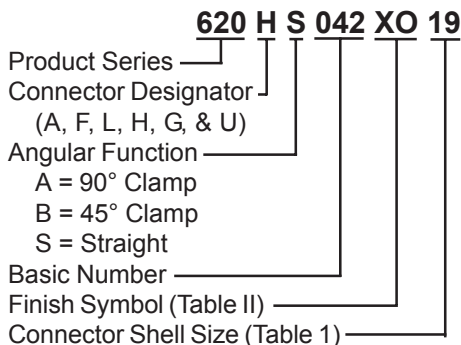 620 H S 042 XO 19
Product Series
Connector Designator
(A, F, L, H, G, & U)
Angular Function
A = 90° Clamp
B = 45° Clamp
S = Straight
Basic Number
Finish Symbol (Table II)
Connector Shell Size (Table 1)